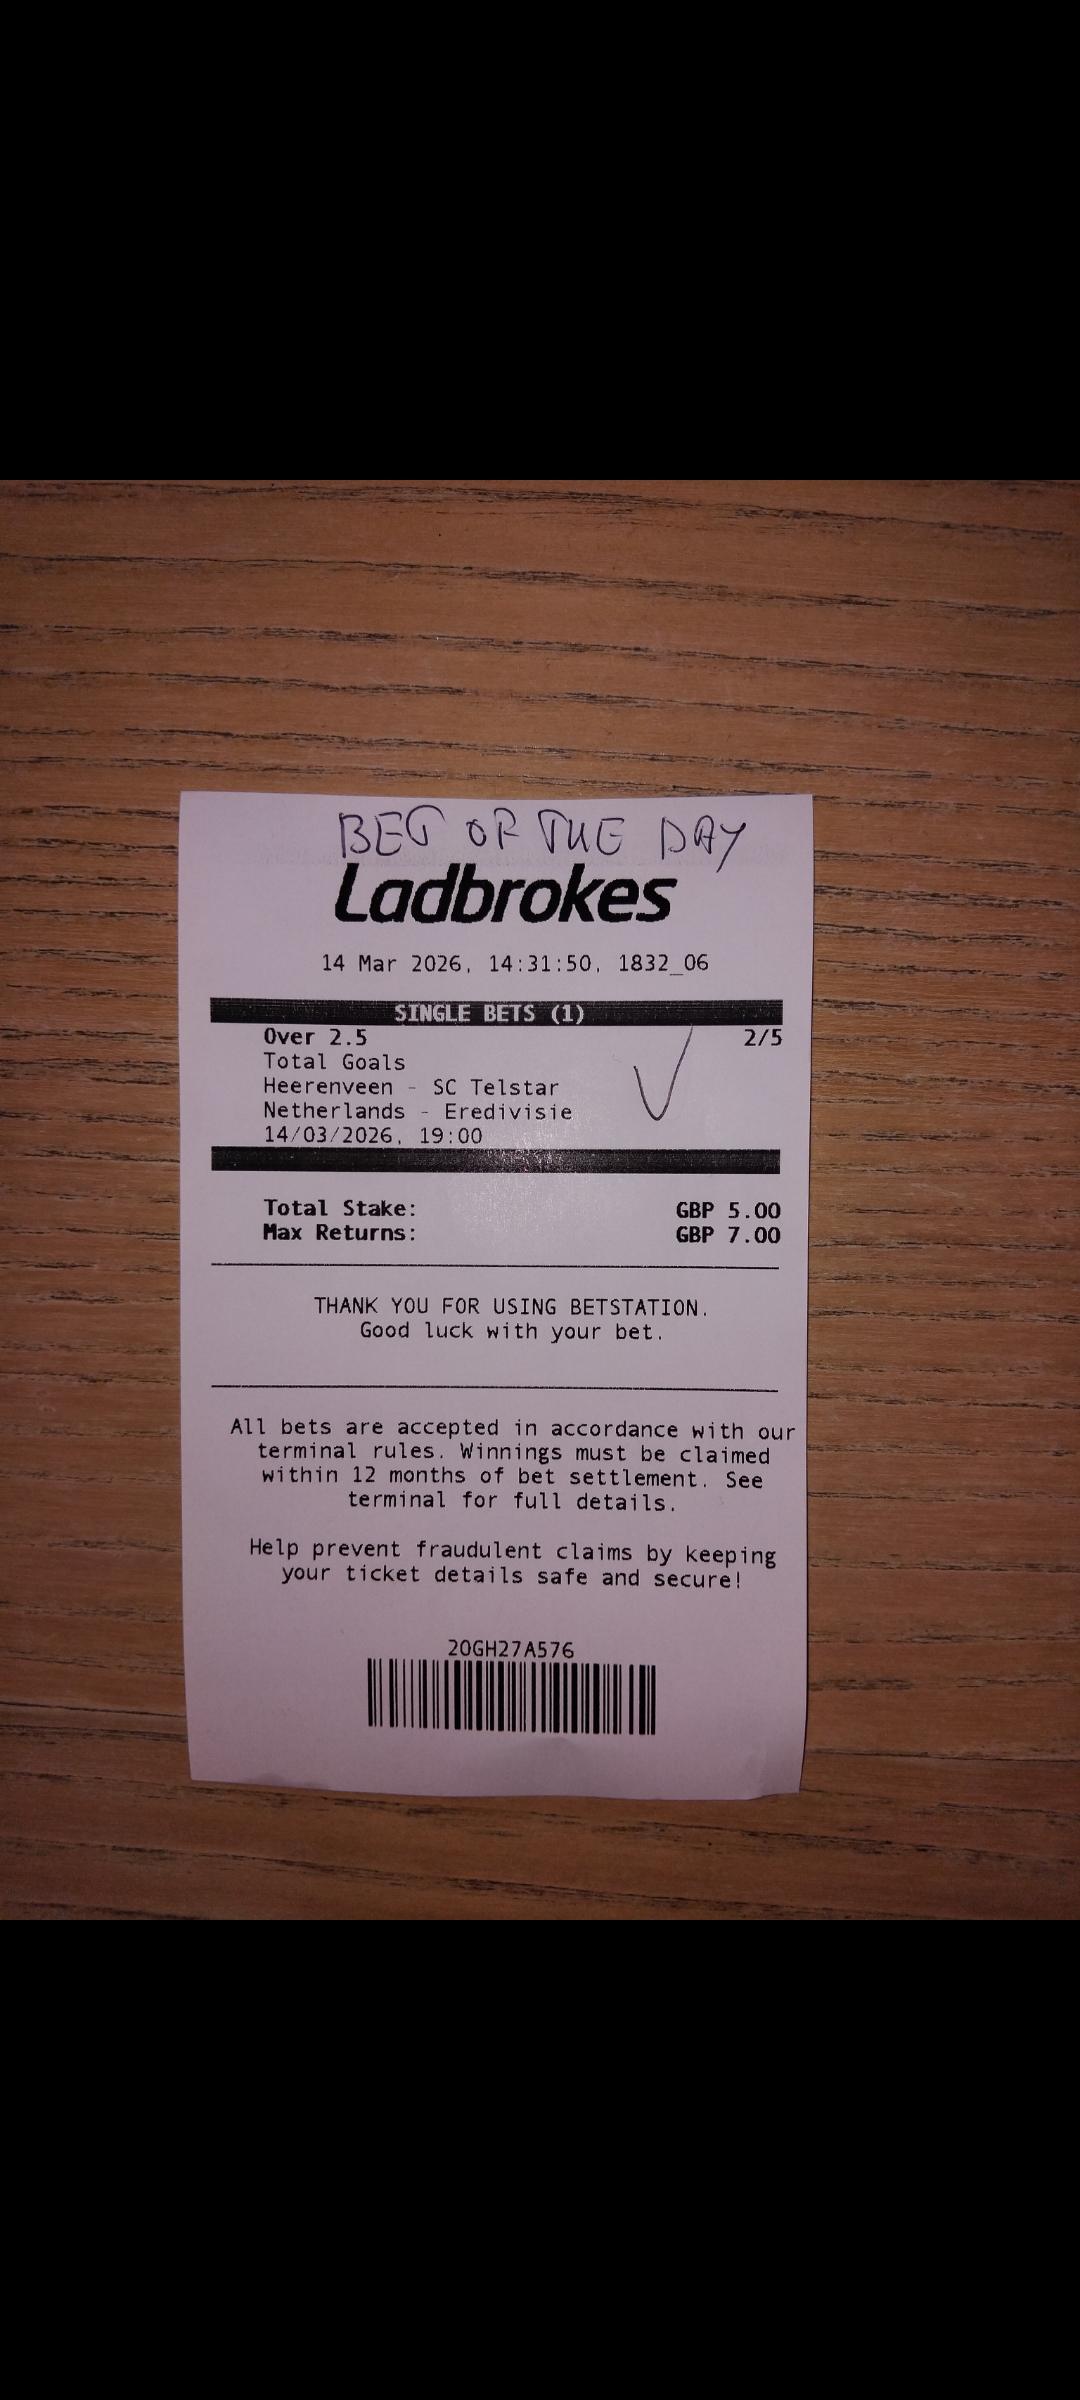 BET OF THE DAY
Ladbrokes
14 Mar 2026, 14:31:50, 1832_06
SINGLE BETS (1)
Over 2.5 2/5
Total Goals
Heerenveen - SC Telstar
Netherlands - Eredivisie
14/03/2026, 19:00
Total Stake: GBP 5.00
Max Returns: GBP 7.00
THANK YOU FOR USING BETSTATION.
Good luck with your bet.
All bets are accepted in accordance with our
terminal rules. Winnings must be claimed
within 12 months of bet settlement. See
terminal for full details.
Help prevent fraudulent claims by keeping
your ticket details safe and secure!
20GH27A576